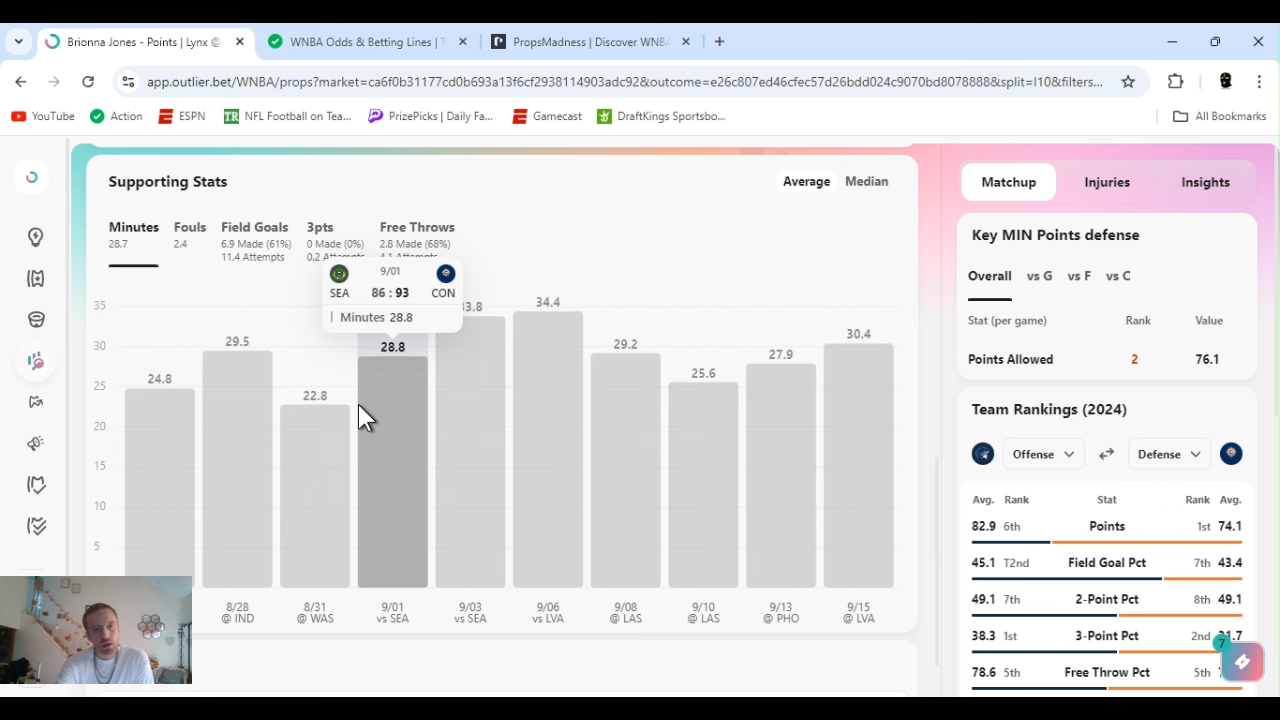 Brionna Jones - Points | Lynx @
WNBA Odds & Betting Lines | T
PropsMadness | Discover WNB
app.outlier.bet/WNBA/props?market=ca6f0b31177cd0b693a13f6cf2938114903adc92&outcome=e26c807ed46cfec57d26bdd024c9070bd8078888&split=l10&filters...
YouTube
Action
ESPN
NFL Football on Tea...
PrizePicks | Daily Fa...
Gamecast
DraftKings Sportsbo...
All Bookmarks
Supporting Stats
Average
Median
Minutes
28.7
Fouls
2.4
Field Goals
6.9 Made (61%)
11.4 Attempts
3pts
0 Made (0%)
0.2 Attempts
Free Throws
2.8 Made (68%)
4.1 Attempts
9/01
SEA 86 : 93 CON
Minutes 28.8
35
30
25
20
15
10
5
24.8
29.5
22.8
28.8
33.8
34.4
29.2
25.6
27.9
30.4
8/28
@ IND
8/31
@ WAS
9/01
vs SEA
9/03
vs SEA
9/06
vs LVA
9/08
@ LAS
9/10
@ LAS
9/13
@ PHO
9/15
@ LVA
Matchup
Injuries
Insights
Key MIN Points defense
Overall
vs G
vs F
vs C
Stat (per game) Rank Value
Points Allowed 2 76.1
Team Rankings (2024)
Offense
Defense
Avg. Rank Stat Rank Avg.
82.9 6th Points 1st 74.1
45.1 T2nd Field Goal Pct 7th 43.4
49.1 7th 2-Point Pct 8th 49.1
38.3 1st 3-Point Pct 2nd
78.6 5th Free Throw Pct 5th
7